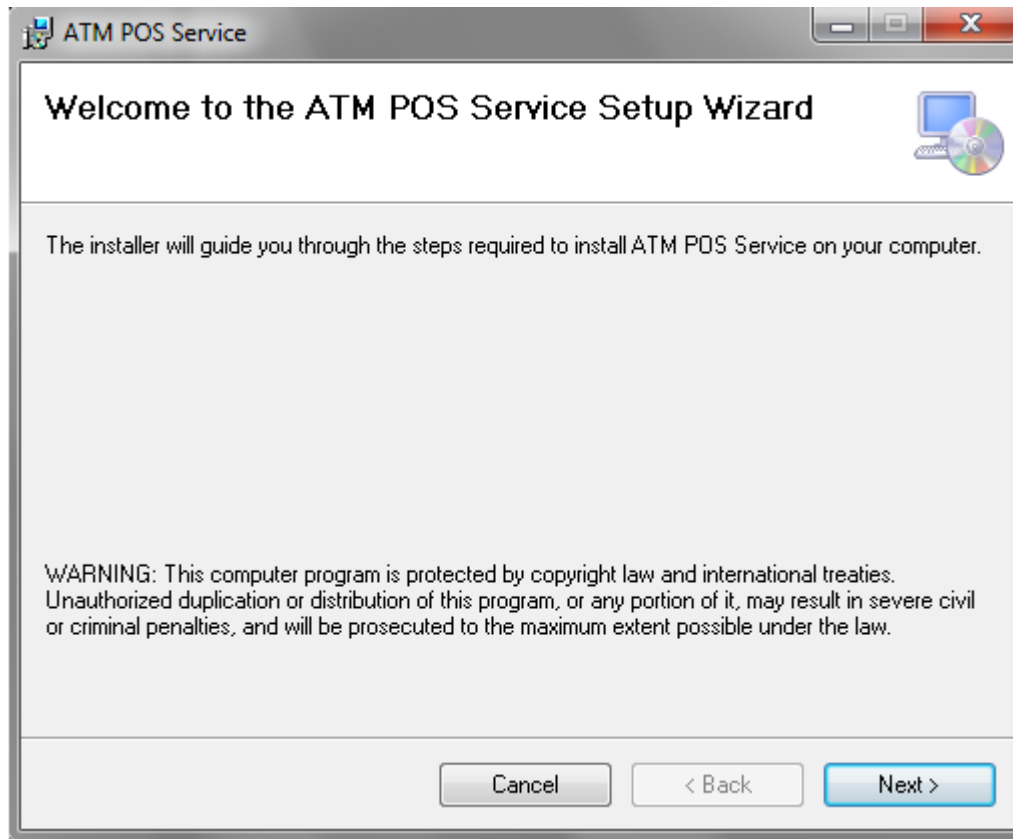 ATM POS Service
Welcome to the ATM POS Service Setup Wizard
The installer will guide you through the steps required to install ATM POS Service on your computer.
WARNING: This computer program is protected by copyright law and international treaties.
Unauthorized duplication or distribution of this program, or any portion of it, may result in severe civil
or criminal penalties, and will be prosecuted to the maximum extent possible under the law.
Cancel
< Back
Next >